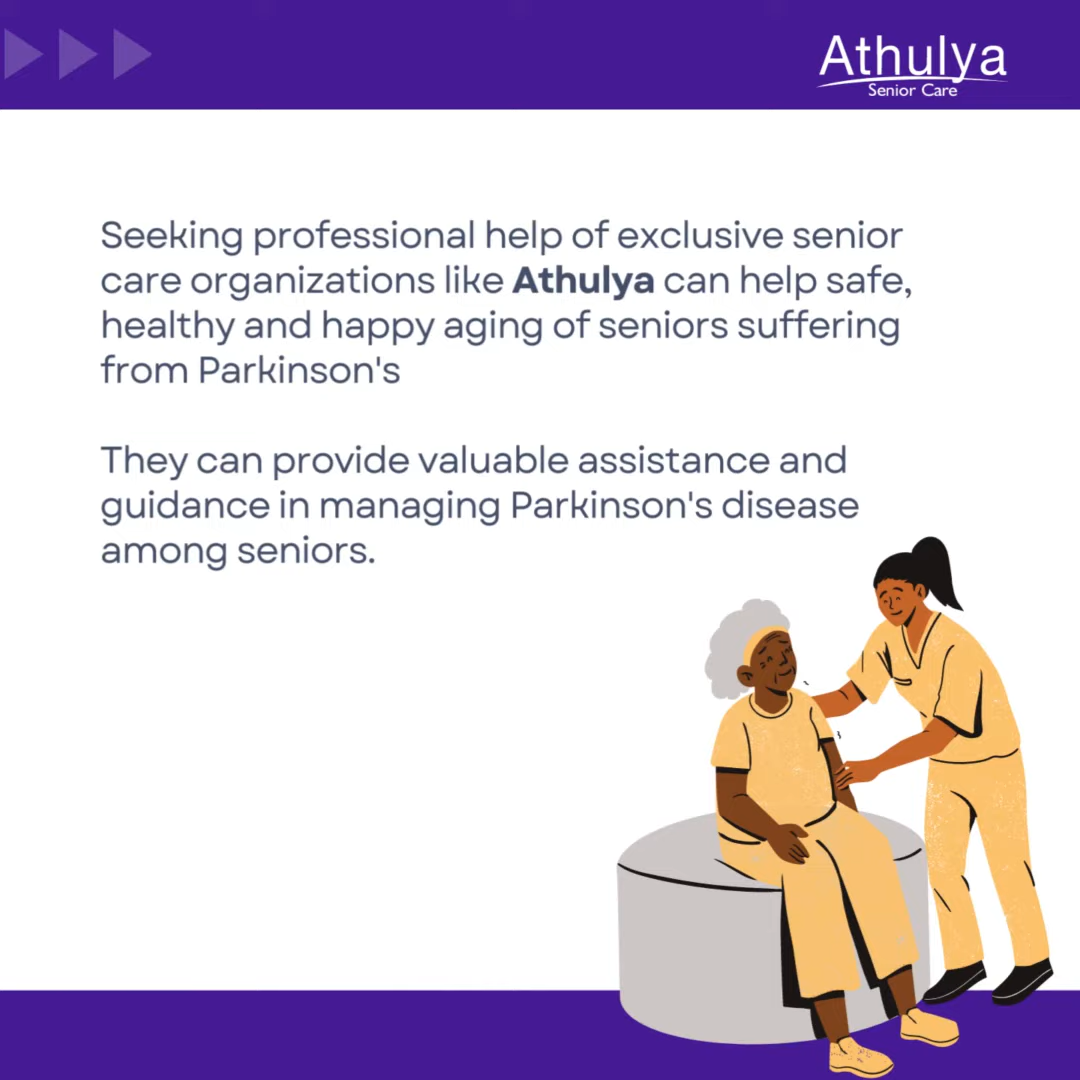 Athulya
Senior Care
Seeking professional help of exclusive senior
care organizations like Athulya can help safe,
healthy and happy aging of seniors suffering
from Parkinson's
They can provide valuable assistance and
guidance in managing Parkinson's disease
among seniors.